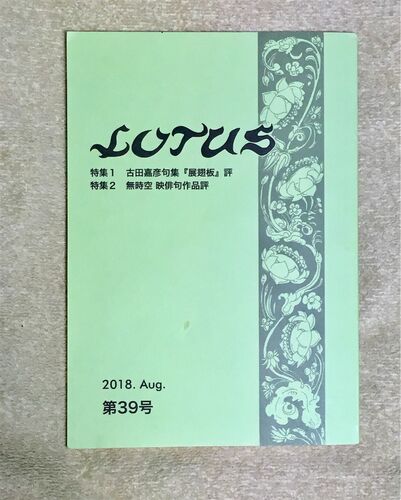 LOTUS
特集1 古田嘉彦句集『展翅板』評
特集2 無時空 映俳句作品評
2018. Aug.
第39号